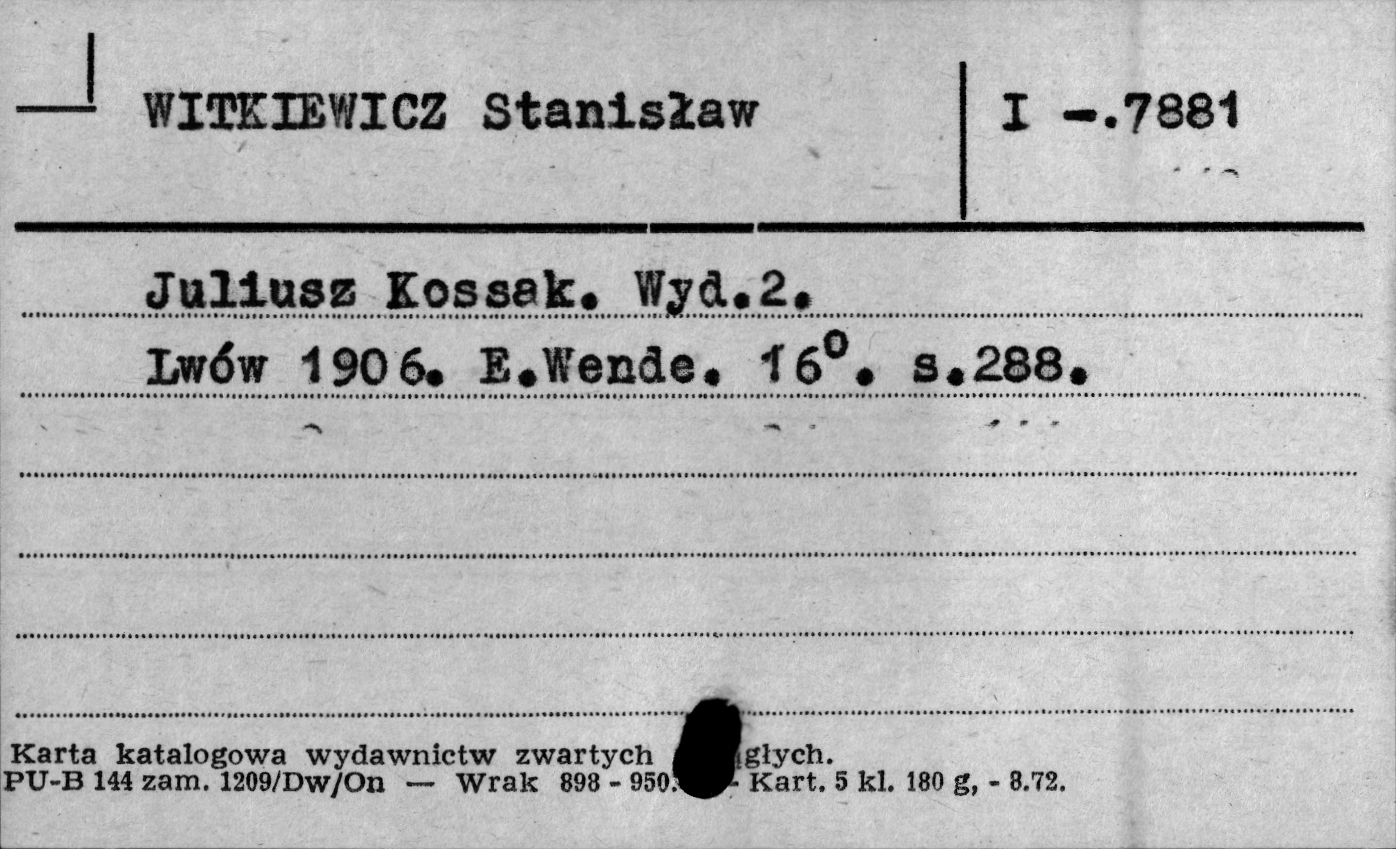 WITKIEWICZ Stanisław
I -.7881
Juliusz Kossak. Wyd.2.
Lwów 1906. E.Wende. 16⁰. s.288.
Karta katalogowa wydawnictw zwartych
PU-B 144 zam. 1209/Dw/On — Wrak 898 - 950. - Kart. 5 kl. 180 g, - 8.72.